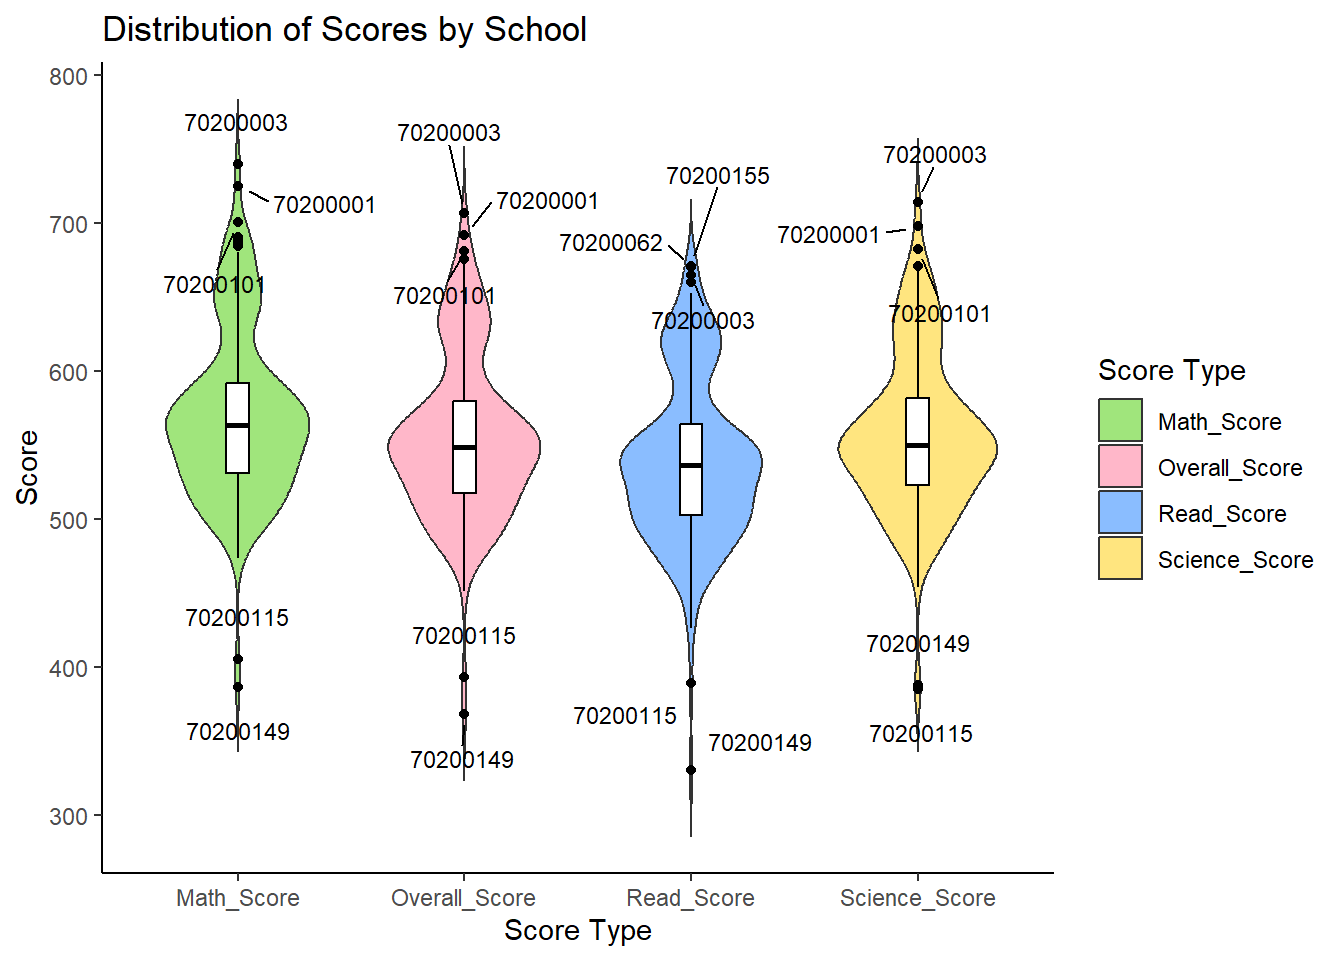 Distribution of Scores by School
800
700
600
500
400
300
Score
70200003
70200001
70200101
70200115
70200149
70200003
70200001
70200101
70200115
70200149
70200155
70200062
70200003
70200115
70200149
70200003
70200001
70200101
70200149
70200115
Math_Score
Overall_Score
Read_Score
Science_Score
Score Type
Score Type
Math_Score
Overall_Score
Read_Score
Science_Score